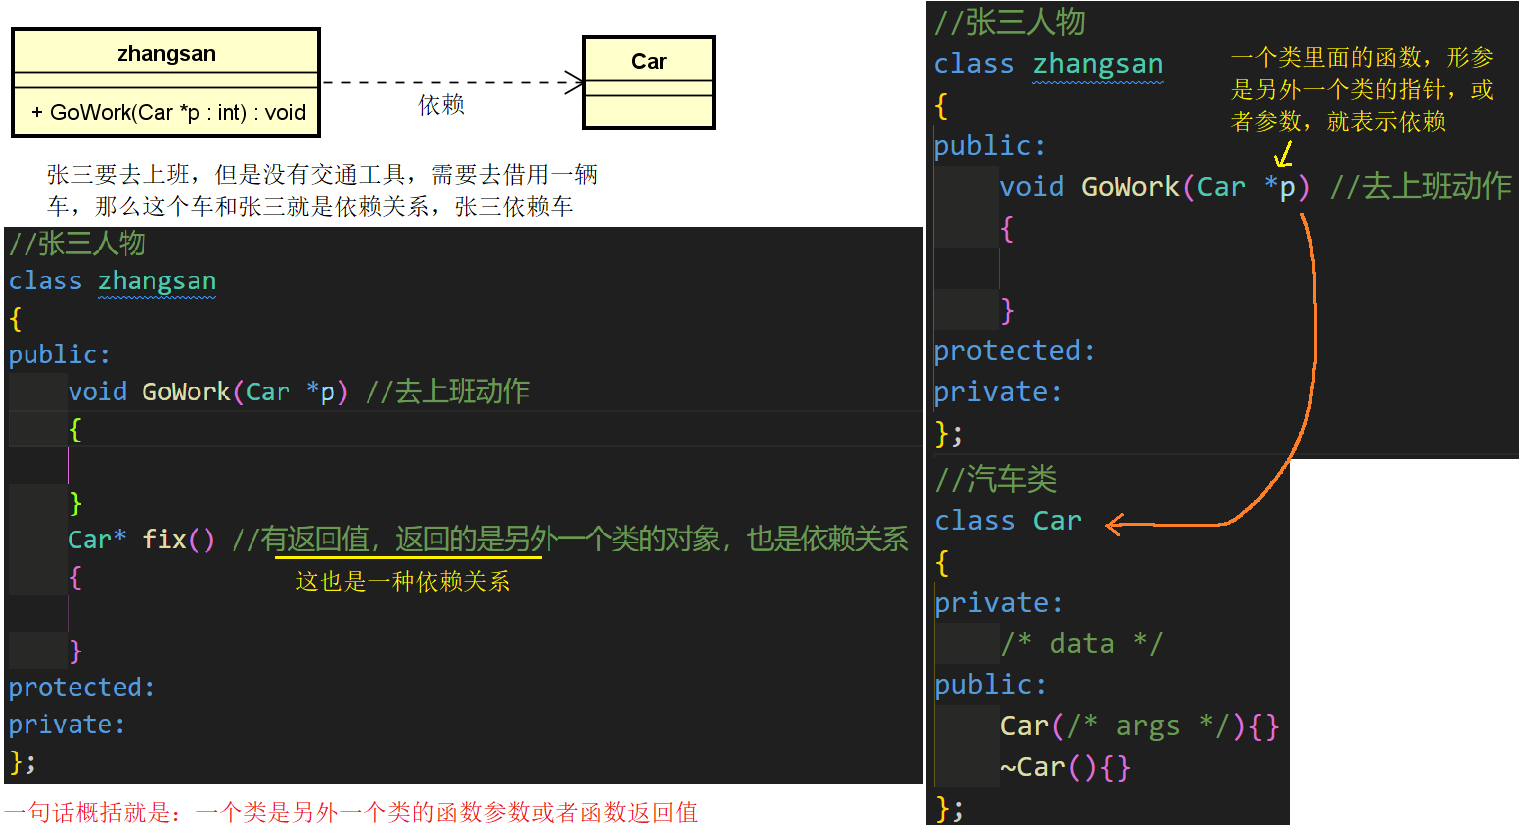 zhangsan
+ GoWork(Car *p : int) : void
依赖
Car
张三要去上班，但是没有交通工具，需要去借用一辆
车，那么这个车和张三就是依赖关系，张三依赖车
//张三人物
class zhangsan
{
public:
void GoWork(Car *p) //去上班动作
{
}
Car* fix() //有返回值，返回的是另外一个类的对象，也是依赖关系
这也是一种依赖关系
{
}
protected:
private:
};
一句话概括就是：一个类是另外一个类的函数参数或者函数返回值
//张三人物
class zhangsan
{
public:
一个类里面的函数，形参
是另外一个类的指针，或
者参数，就表示依赖
void GoWork(Car *p) //去上班动作
{
}
protected:
private:
};
//汽车类
class Car
{
private:
/* data */
public:
Car(/* args */){}
~Car(){}
};